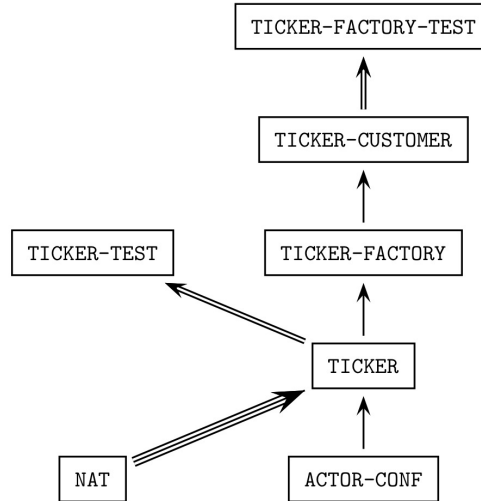 TICKER-FACTORY-TEST
TICKER-CUSTOMER
TICKER-TEST
TICKER-FACTORY
TICKER
NAT
ACTOR-CONF